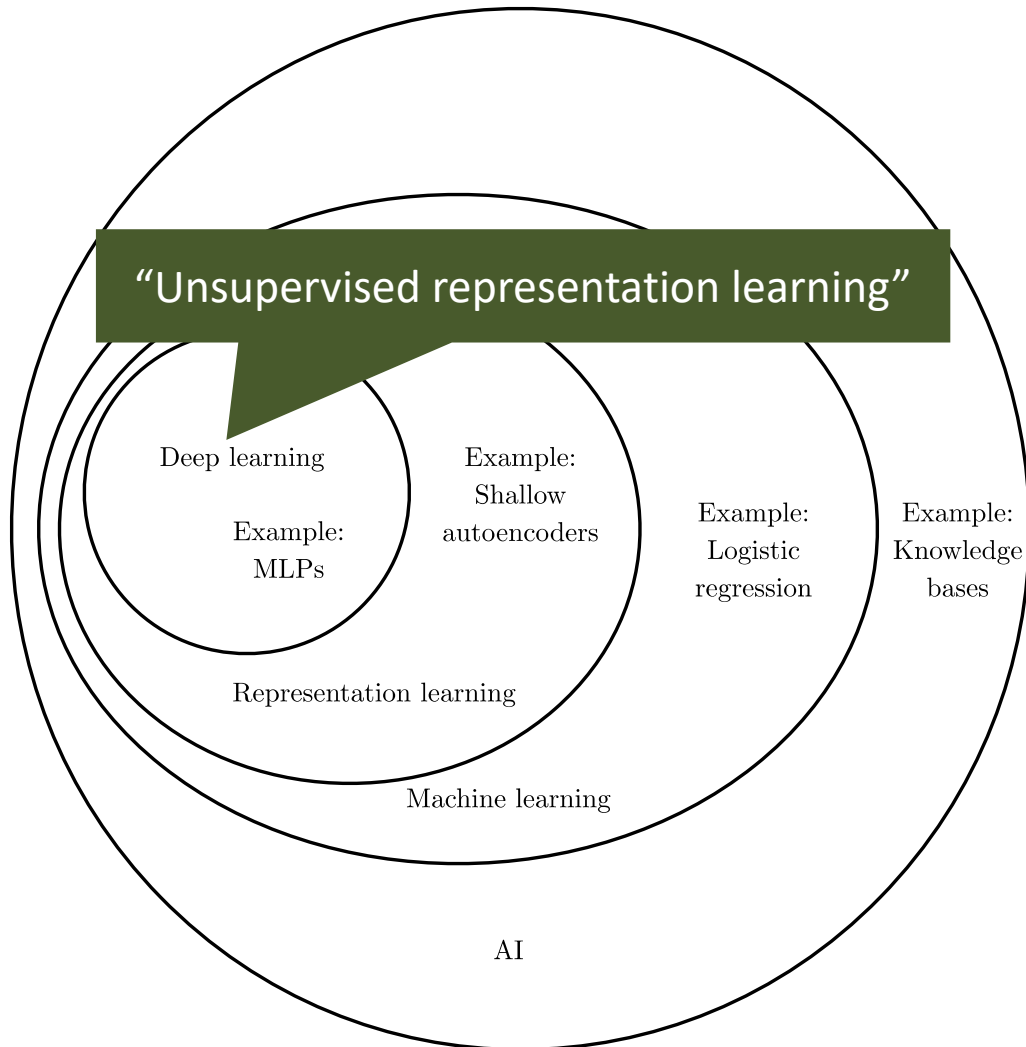 “Unsupervised representation learning”
Deep learning
Example:
MLPs
Example:
Shallow
autoencoders
Example:
Logistic
regression
Example:
Knowledge
bases
Representation learning
Machine learning
AI